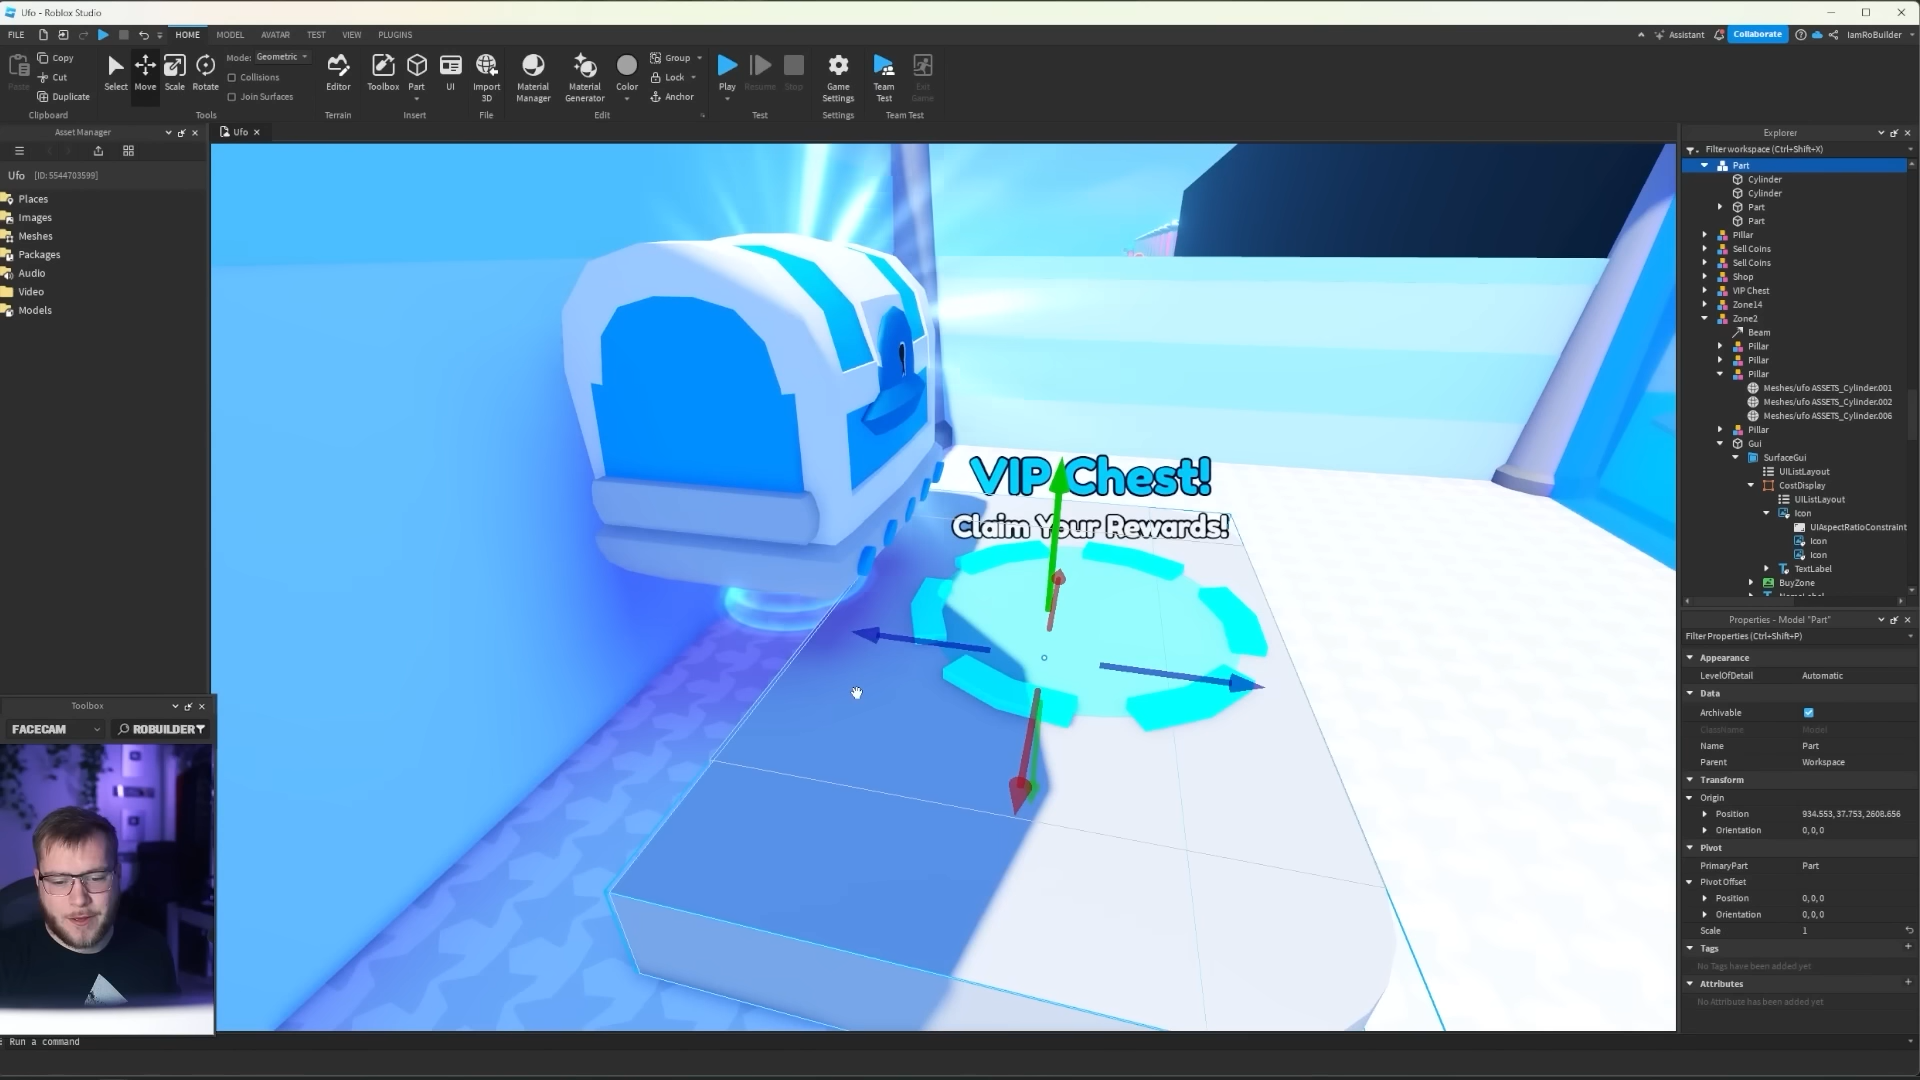 Ufo - Roblox Studio
FILE
HOME
MODEL
AVATAR
TEST
VIEW
PLUGINS
Assistant
Collaborate
IamRoBuilder
Paste
Copy
Cut
Duplicate
Clipboard
Select
Move
Scale
Rotate
Mode: Geometric
Collisions
Join Surfaces
Tools
Editor
Terrain
Toolbox
Part
UI
Insert
Import 3D
File
Material Manager
Material Generator
Color
Group
Lock
Anchor
Edit
Play
Resume
Stop
Test
Game Settings
Settings
Team Test
Exit Game
Team Test
Asset Manager
Ufo [ID:5544703599]
Places
Images
Meshes
Packages
Audio
Video
Models
Toolbox
FACECAM
ROBUILDER
Ufo
VIP Chest!
Claim Your Rewards!
Explorer
Filter workspace (Ctrl+Shift+X)
Part
Cylinder
Cylinder
Part
Part
Pillar
Sell Coins
Sell Coins
Shop
VIP Chest
Zone14
Zone2
Beam
Pillar
Pillar
Pillar
Meshes/ufo ASSETS_Cylinder.001
Meshes/ufo ASSETS_Cylinder.002
Meshes/ufo ASSETS_Cylinder.006
Pillar
Gui
SurfaceGui
UIListLayout
CostDisplay
UIListLayout
Icon
UIAspectRatioConstraint
Icon
Icon
TextLabel
BuyZone
Properties - Model "Part"
Filter Properties (Ctrl+Shift+P)
Appearance
LevelOfDetail Automatic
Data
Archivable
ClassName Model
Name Part
Parent Workspace
Transform
Origin
Position 934.553, 37.753, 2608.656
Orientation 0, 0, 0
Pivot
PrimaryPart Part
Pivot Offset
Position 0, 0, 0
Orientation 0, 0, 0
Scale 1
Tags
No Tags have been added yet
Attributes
No Attribute has been added yet
Run a command